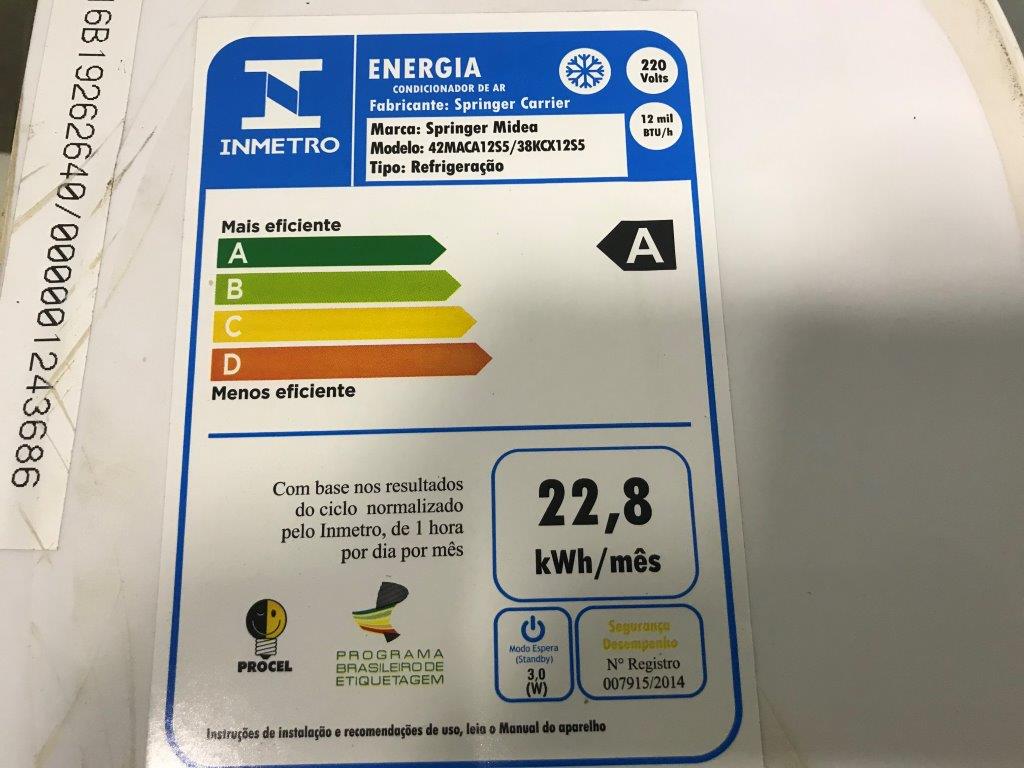 16B19262640/000001243686
INMETRO
ENERGIA
CONDICIONADOR DE AR
Fabricante: Springer Carrier
Marca: Springer Midea
Modelo: 42MACA12S5/38KCX12S5
Tipo: Refrigeração
220
Volts
12 mil
BTU/h
Mais eficiente
A
A
B
C
D
Menos eficiente
Com base nos resultados
do ciclo normalizado
pelo Inmetro, de 1 hora
por dia por mês
22,8
kWh/mês
PROCEL
PROGRAMA
BRASILEIRO DE
ETIQUETAGEM
Modo Espera
(Standby)
3,0
(W)
Segurança
Desempenho
N° Registro
007915/2014
Instruções de instalação e recomendações de uso, leia o Manual do aparelho